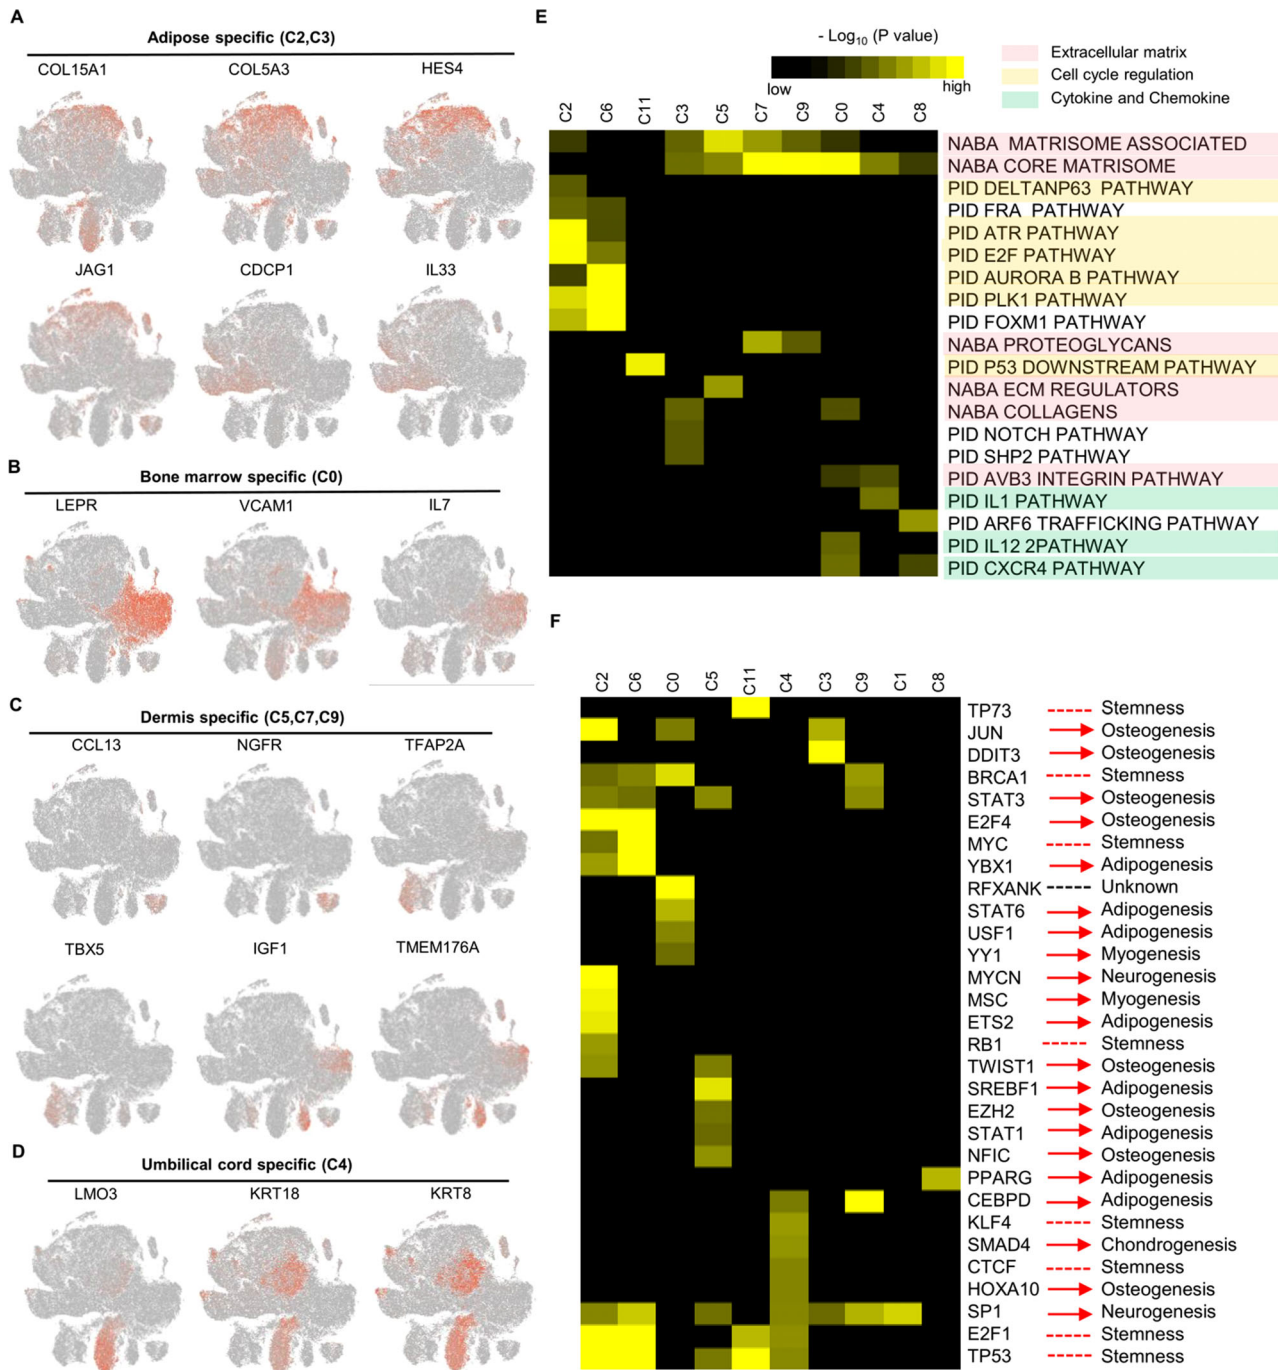 A
Adipose specific (C2,C3)
COL15A1 COL5A3 HES4
JAG1 CDCP1 IL33
B
Bone marrow specific (C0)
LEPR VCAM1 IL7
C
Dermis specific (C5,C7,C9)
CCL13 NGFR TFAP2A
TBX5 IGF1 TMEM176A
D
Umbilical cord specific (C4)
LMO3 KRT18 KRT8
E
- Log10 (P value)
low high
Extracellular matrix
Cell cycle regulation
Cytokine and Chemokine
C2 C6 C11 C3 C5 C7 C9 C0 C4 C8
NABA MATRISOME ASSOCIATED
NABA CORE MATRISOME
PID DELTANP63 PATHWAY
PID FRA PATHWAY
PID ATR PATHWAY
PID E2F PATHWAY
PID AURORA B PATHWAY
PID PLK1 PATHWAY
PID FOXM1 PATHWAY
NABA PROTEOGLYCANS
PID P53 DOWNSTREAM PATHWAY
NABA ECM REGULATORS
NABA COLLAGENS
PID NOTCH PATHWAY
PID SHP2 PATHWAY
PID AVB3 INTEGRIN PATHWAY
PID IL1 PATHWAY
PID ARF6 TRAFFICKING PATHWAY
PID IL12 2PATHWAY
PID CXCR4 PATHWAY
F
C2 C6 C0 C5 C11 C4 C3 C9 C1 C8
TP73 Stemness
JUN Osteogenesis
DDIT3 Osteogenesis
BRCA1 Stemness
STAT3 Osteogenesis
E2F4 Osteogenesis
MYC Stemness
YBX1 Adipogenesis
RFXANK Unknown
STAT6 Adipogenesis
USF1 Adipogenesis
YY1 Myogenesis
MYCN Neurogenesis
MSC Myogenesis
ETS2 Adipogenesis
RB1 Stemness
TWIST1 Osteogenesis
SREBF1 Adipogenesis
EZH2 Osteogenesis
STAT1 Adipogenesis
NFIC Osteogenesis
PPARG Adipogenesis
CEBPD Adipogenesis
KLF4 Stemness
SMAD4 Chondrogenesis
CTCF Stemness
HOXA10 Osteogenesis
SP1 Neurogenesis
E2F1 Stemness
TP53 Stemness